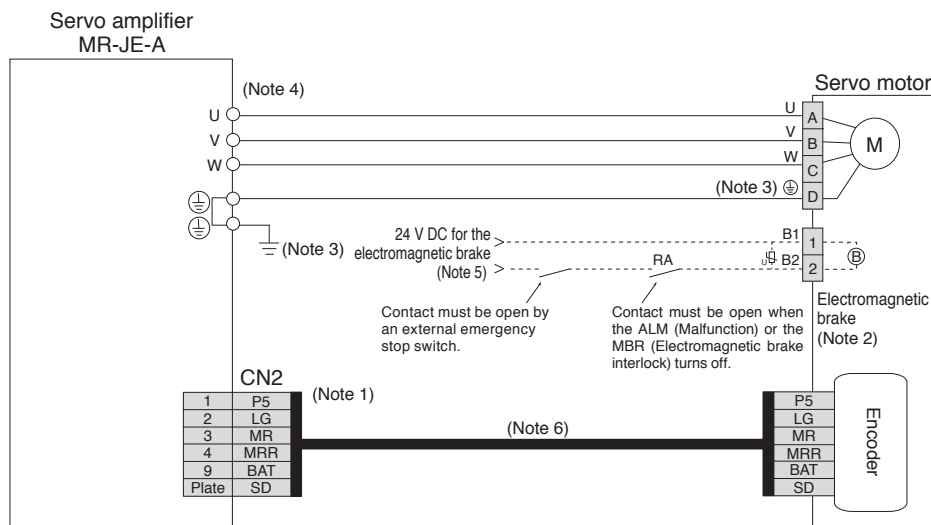 Servo amplifier
MR-JE-A
(Note 4)
Servo motor
U
U
A
V
V
B
M
W
W
C
(Note 3)
D
(Note 3)
24 V DC for the
electromagnetic brake
(Note 5)
B1
1
U
B2
2
B
RA
Contact must be open by
an external emergency
stop switch.
Contact must be open when
the ALM (Malfunction) or the
MBR (Electromagnetic brake
interlock) turns off.
Electromagnetic
brake
(Note 2)
CN2
(Note 1)
(Note 6)
1 P5
2 LG
3 MR
4 MRR
9 BAT
Plate SD
P5
LG
MR
MRR
BAT
SD
Encoder